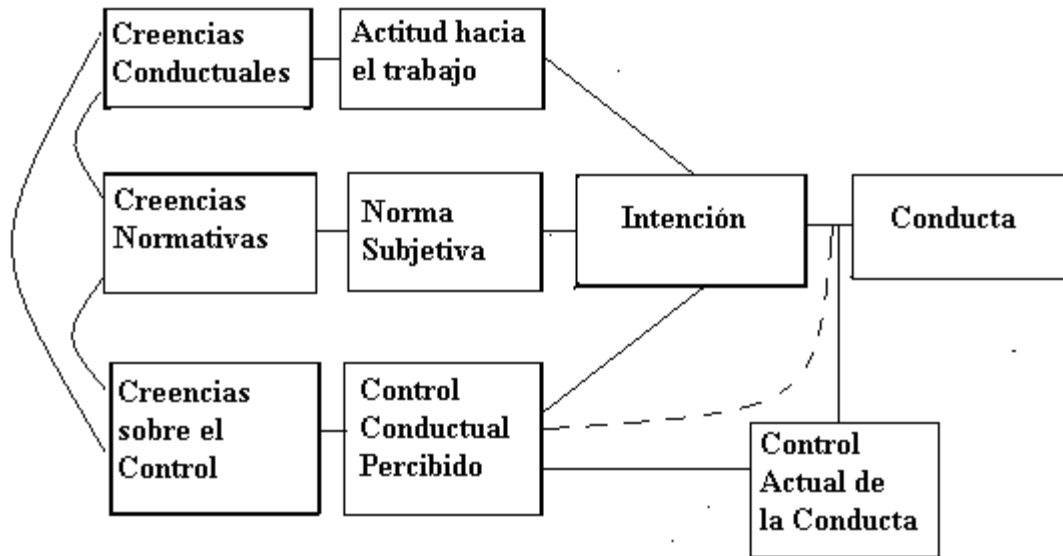 Creencias
Conductuales
Actitud hacia
el trabajo
Creencias
Normativas
Norma
Subjetiva
Intención
Conducta
Creencias
sobre el
Control
Control
Conductual
Percibido
Control
Actual de
la Conducta